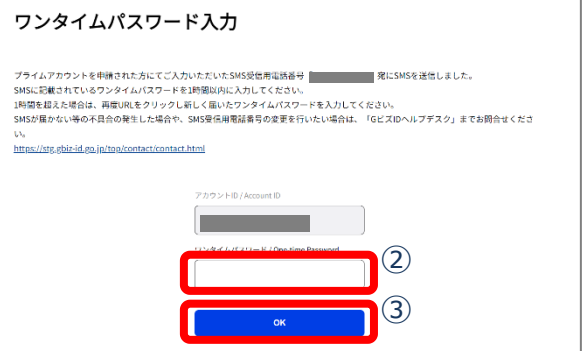 ワンタイムパスワード入力
プライムアカウントを申請された方にてご入力いただいたSMS受信用電話番号 宛にSMSを送信しました。
SMSに記載されているワンタイムパスワードを1時間以内に入力してください。
1時間を超えた場合は、再度URLをクリックし新しく届いたワンタイムパスワードを入力してください。
SMSが届かない等の不具合の発生した場合や、SMS受信用電話番号の変更を行いたい場合は、「GビズIDヘルプデスク」までお問合せくださ
い。
https://stg.gbiz-id.go.jp/top/contact/contact.html
アカウントID / Account ID
ワンタイムパスワード / One-time Password
②
③
OK